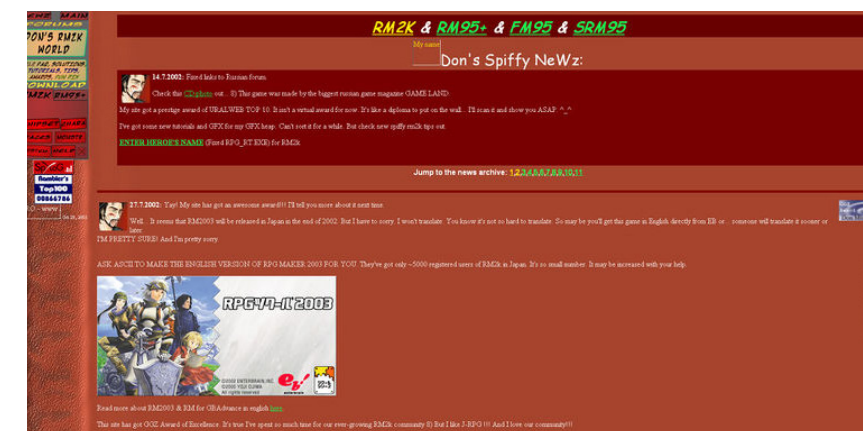 DON'S RM2K
WORLD
RM2K & RM95+ & FM95 & SRM95
My name
Don's Spiffy NeWz:
14.7.2002: Fixed links to Russian forum.
Check this CD photo out... 8) This game was made by the biggest russian game magazine GAME LAND.
My site got a prestige award of URALWEB TOP 10. It isn't a virtual award for now. It's like a diploma to put on the wall... I'll scan it and show you ASAP. ^_^
I've got some new tutorials and GFX for my GFX heap. Can't sort it for a while. But check new spiffy rm2k tips out.
ENTER HEROE'S NAME (Fixed RPG_RT.EXE) for RM2k
Jump to the news archive: 1,2,3,4,5,6,7,8,9,10,11
Rambler's
Top100
27.7.2002: Yay! My site has got an awesome award!!! I'll tell you more about it next time.
Well... It seems that RM2003 will be released in Japan in the end of 2002. But I have to sorry. I won't translate. You know it's not so hard to translate. So may be you'll get this game in English directly from EB or... someone will translate it sooner or
later.
I'M PRETTY SURE! And I'm pretty sorry.
ASK ASCII TO MAKE THE ENGLISH VERSION OF RPG MAKER 2003 FOR YOU. They've got only ~5000 registered users of RM2k in Japan. It's so small number. It may be increased with your help.
RPGツクール2003
©2002 ENTERBRAIN, INC.
©2002 YOJI OJIMA
All rights reserved
eb!
Read more about RM2003 & RM for GBAdvance in english here.
This site has got GGZ Award of Excellence. It's true I've spent so much time for our ever-growing RM2k community 8) But I like J-RPG !!! And I love our community!!!